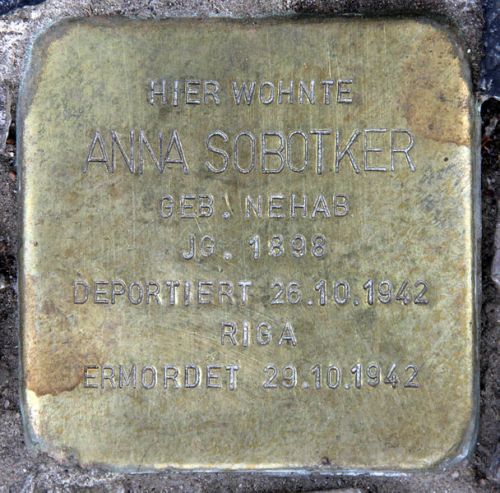 HIER WOHNTE
ANNA SOBOTKER
GEB. NEHAB
JG. 1898
DEPORTIERT 26.10.1942
RIGA
ERMORDET 29.10.1942